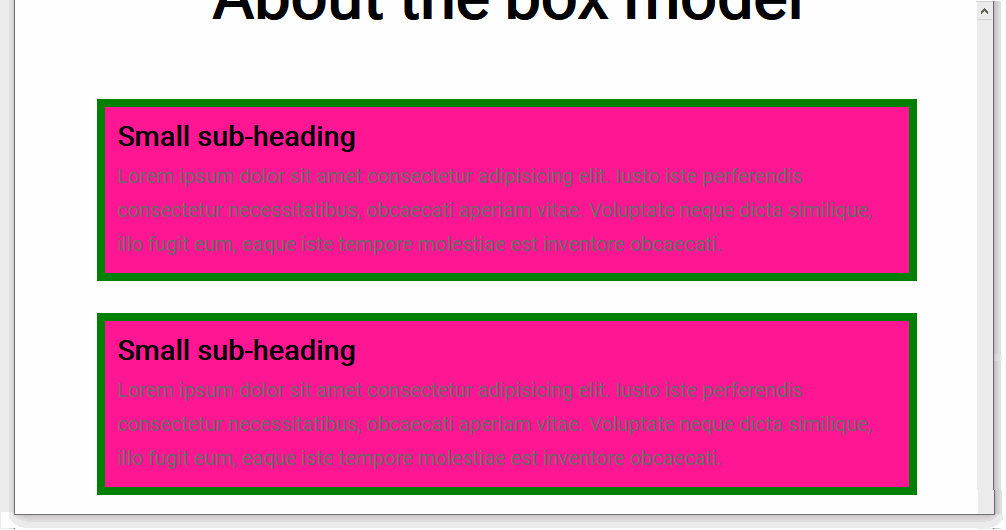 About the box model
Small sub-heading
Lorem ipsum dolor sit amet consectetur adipisicing elit. Iusto iste perferendis
consectetur necessitatibus, obcaecati aperiam vitae. Voluptate neque dicta similique,
illo fugit eum, eaque iste tempore molestiae est inventore obcaecati.
Small sub-heading
Lorem ipsum dolor sit amet consectetur adipisicing elit. Iusto iste perferendis
consectetur necessitatibus, obcaecati aperiam vitae. Voluptate neque dicta similique,
illo fugit eum, eaque iste tempore molestiae est inventore obcaecati.